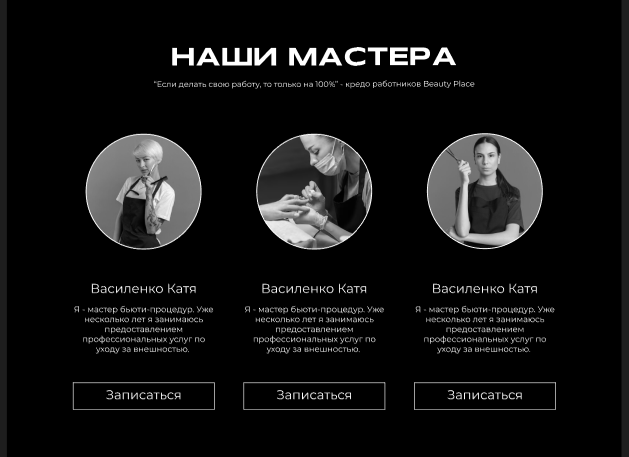 НАШИ МАСТЕРА
"Если делать свою работу, то только на 100%" - кредо работников Beauty Place
Василенко Катя
Я - мастер бьюти-процедур. Уже
несколько лет я занимаюсь
предоставлением
профессиональных услуг по
уходу за внешностью.
Записаться
Василенко Катя
Я - мастер бьюти-процедур. Уже
несколько лет я занимаюсь
предоставлением
профессиональных услуг по
уходу за внешностью.
Записаться
Василенко Катя
Я - мастер бьюти-процедур. Уже
несколько лет я занимаюсь
предоставлением
профессиональных услуг по
уходу за внешностью.
Записаться